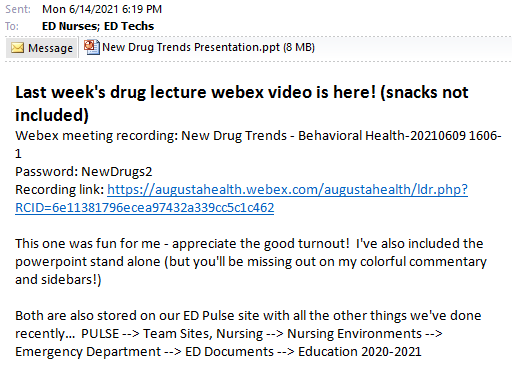 Sent: Mon 6/14/2021 6:19 PM
To: ED Nurses; ED Techs
Message New Drug Trends Presentation.ppt (8 MB)
Last week's drug lecture webex video is here! (snacks not
included)
Webex meeting recording: New Drug Trends - Behavioral Health-20210609 1606-
1
Password: NewDrugs2
Recording link: https://augustahealth.webex.com/augustahealth/ldr.php?
RCID=6e11381796ecea97432a339cc5c1c462
This one was fun for me - appreciate the good turnout!  I've also included the
powerpoint stand alone (but you'll be missing out on my colorful commentary
and sidebars!)
Both are also stored on our ED Pulse site with all the other things we've done
recently...  PULSE --> Team Sites, Nursing --> Nursing Environments -->
Emergency Department --> ED Documents --> Education 2020-2021